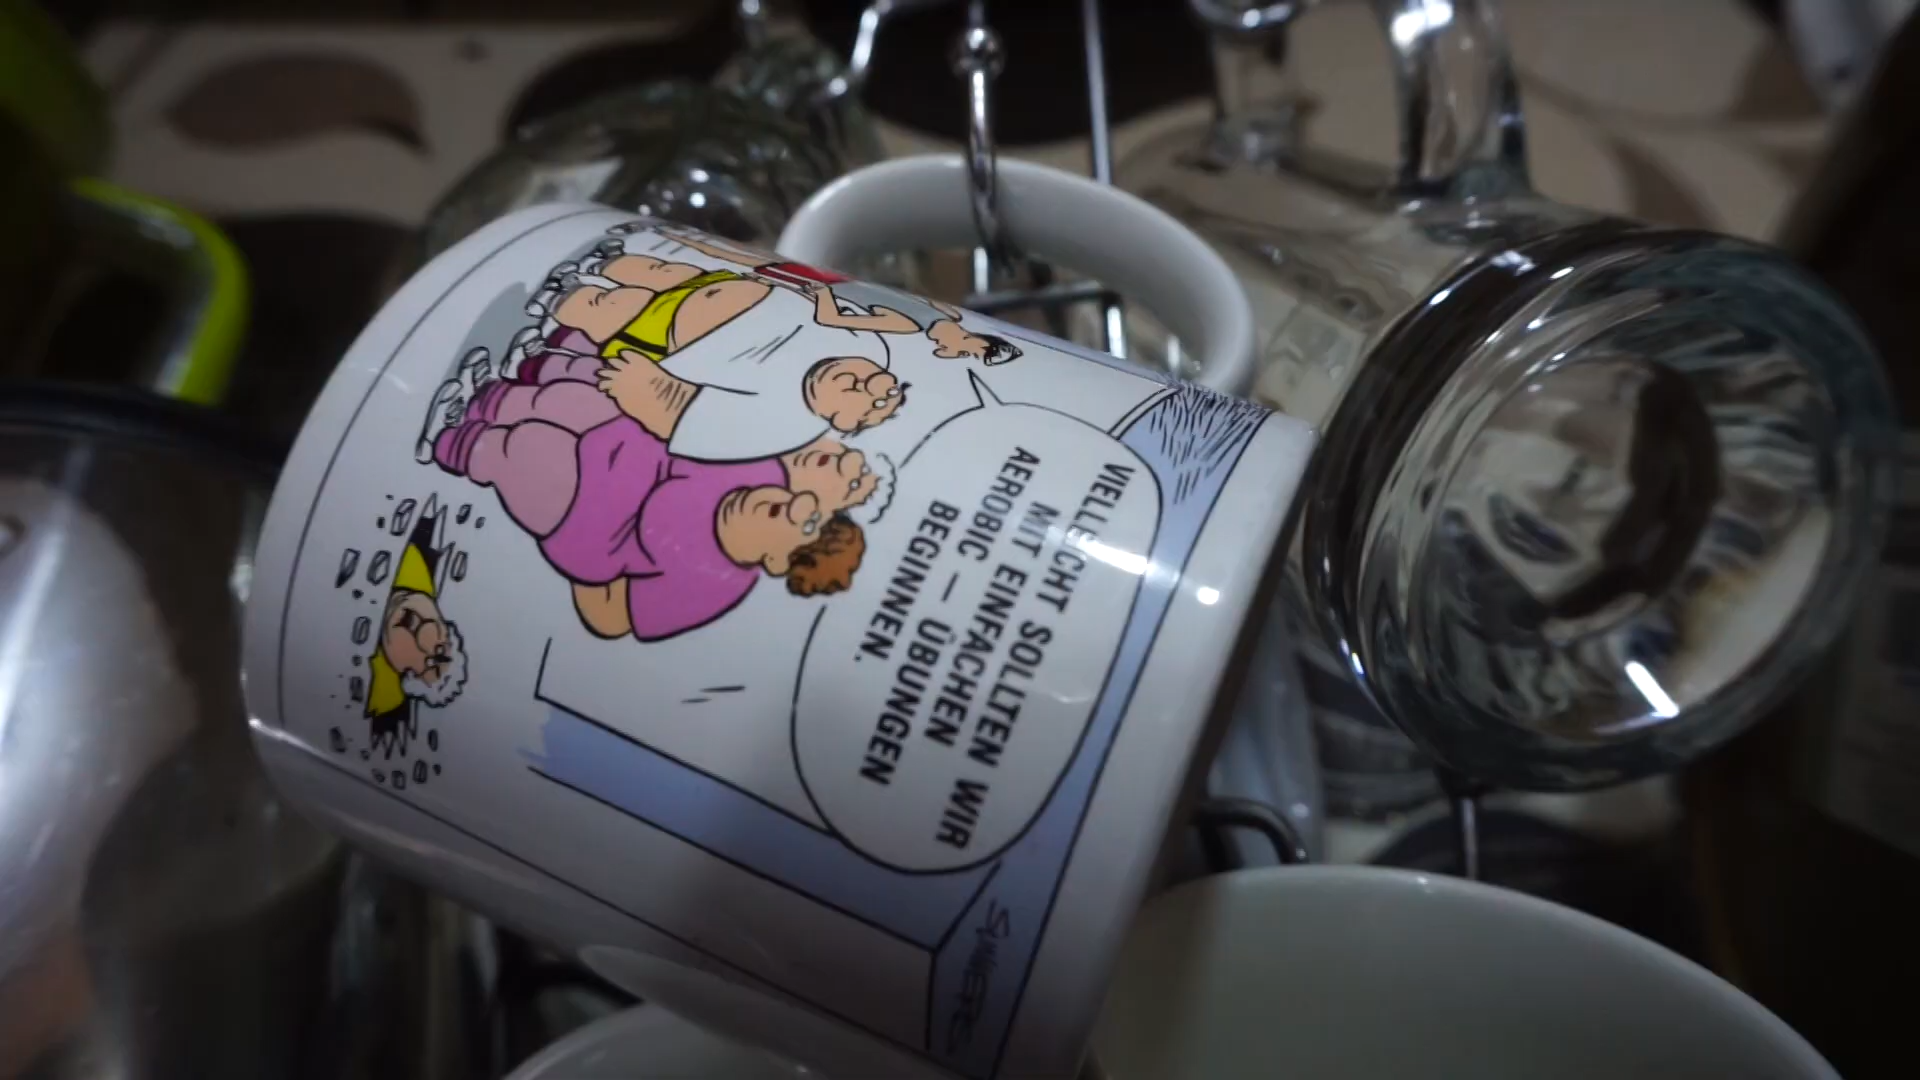 VIELLEICHT SOLLTEN WIR
MIT EINFACHEN
AEROBIC – ÜBUNGEN
BEGINNEN.